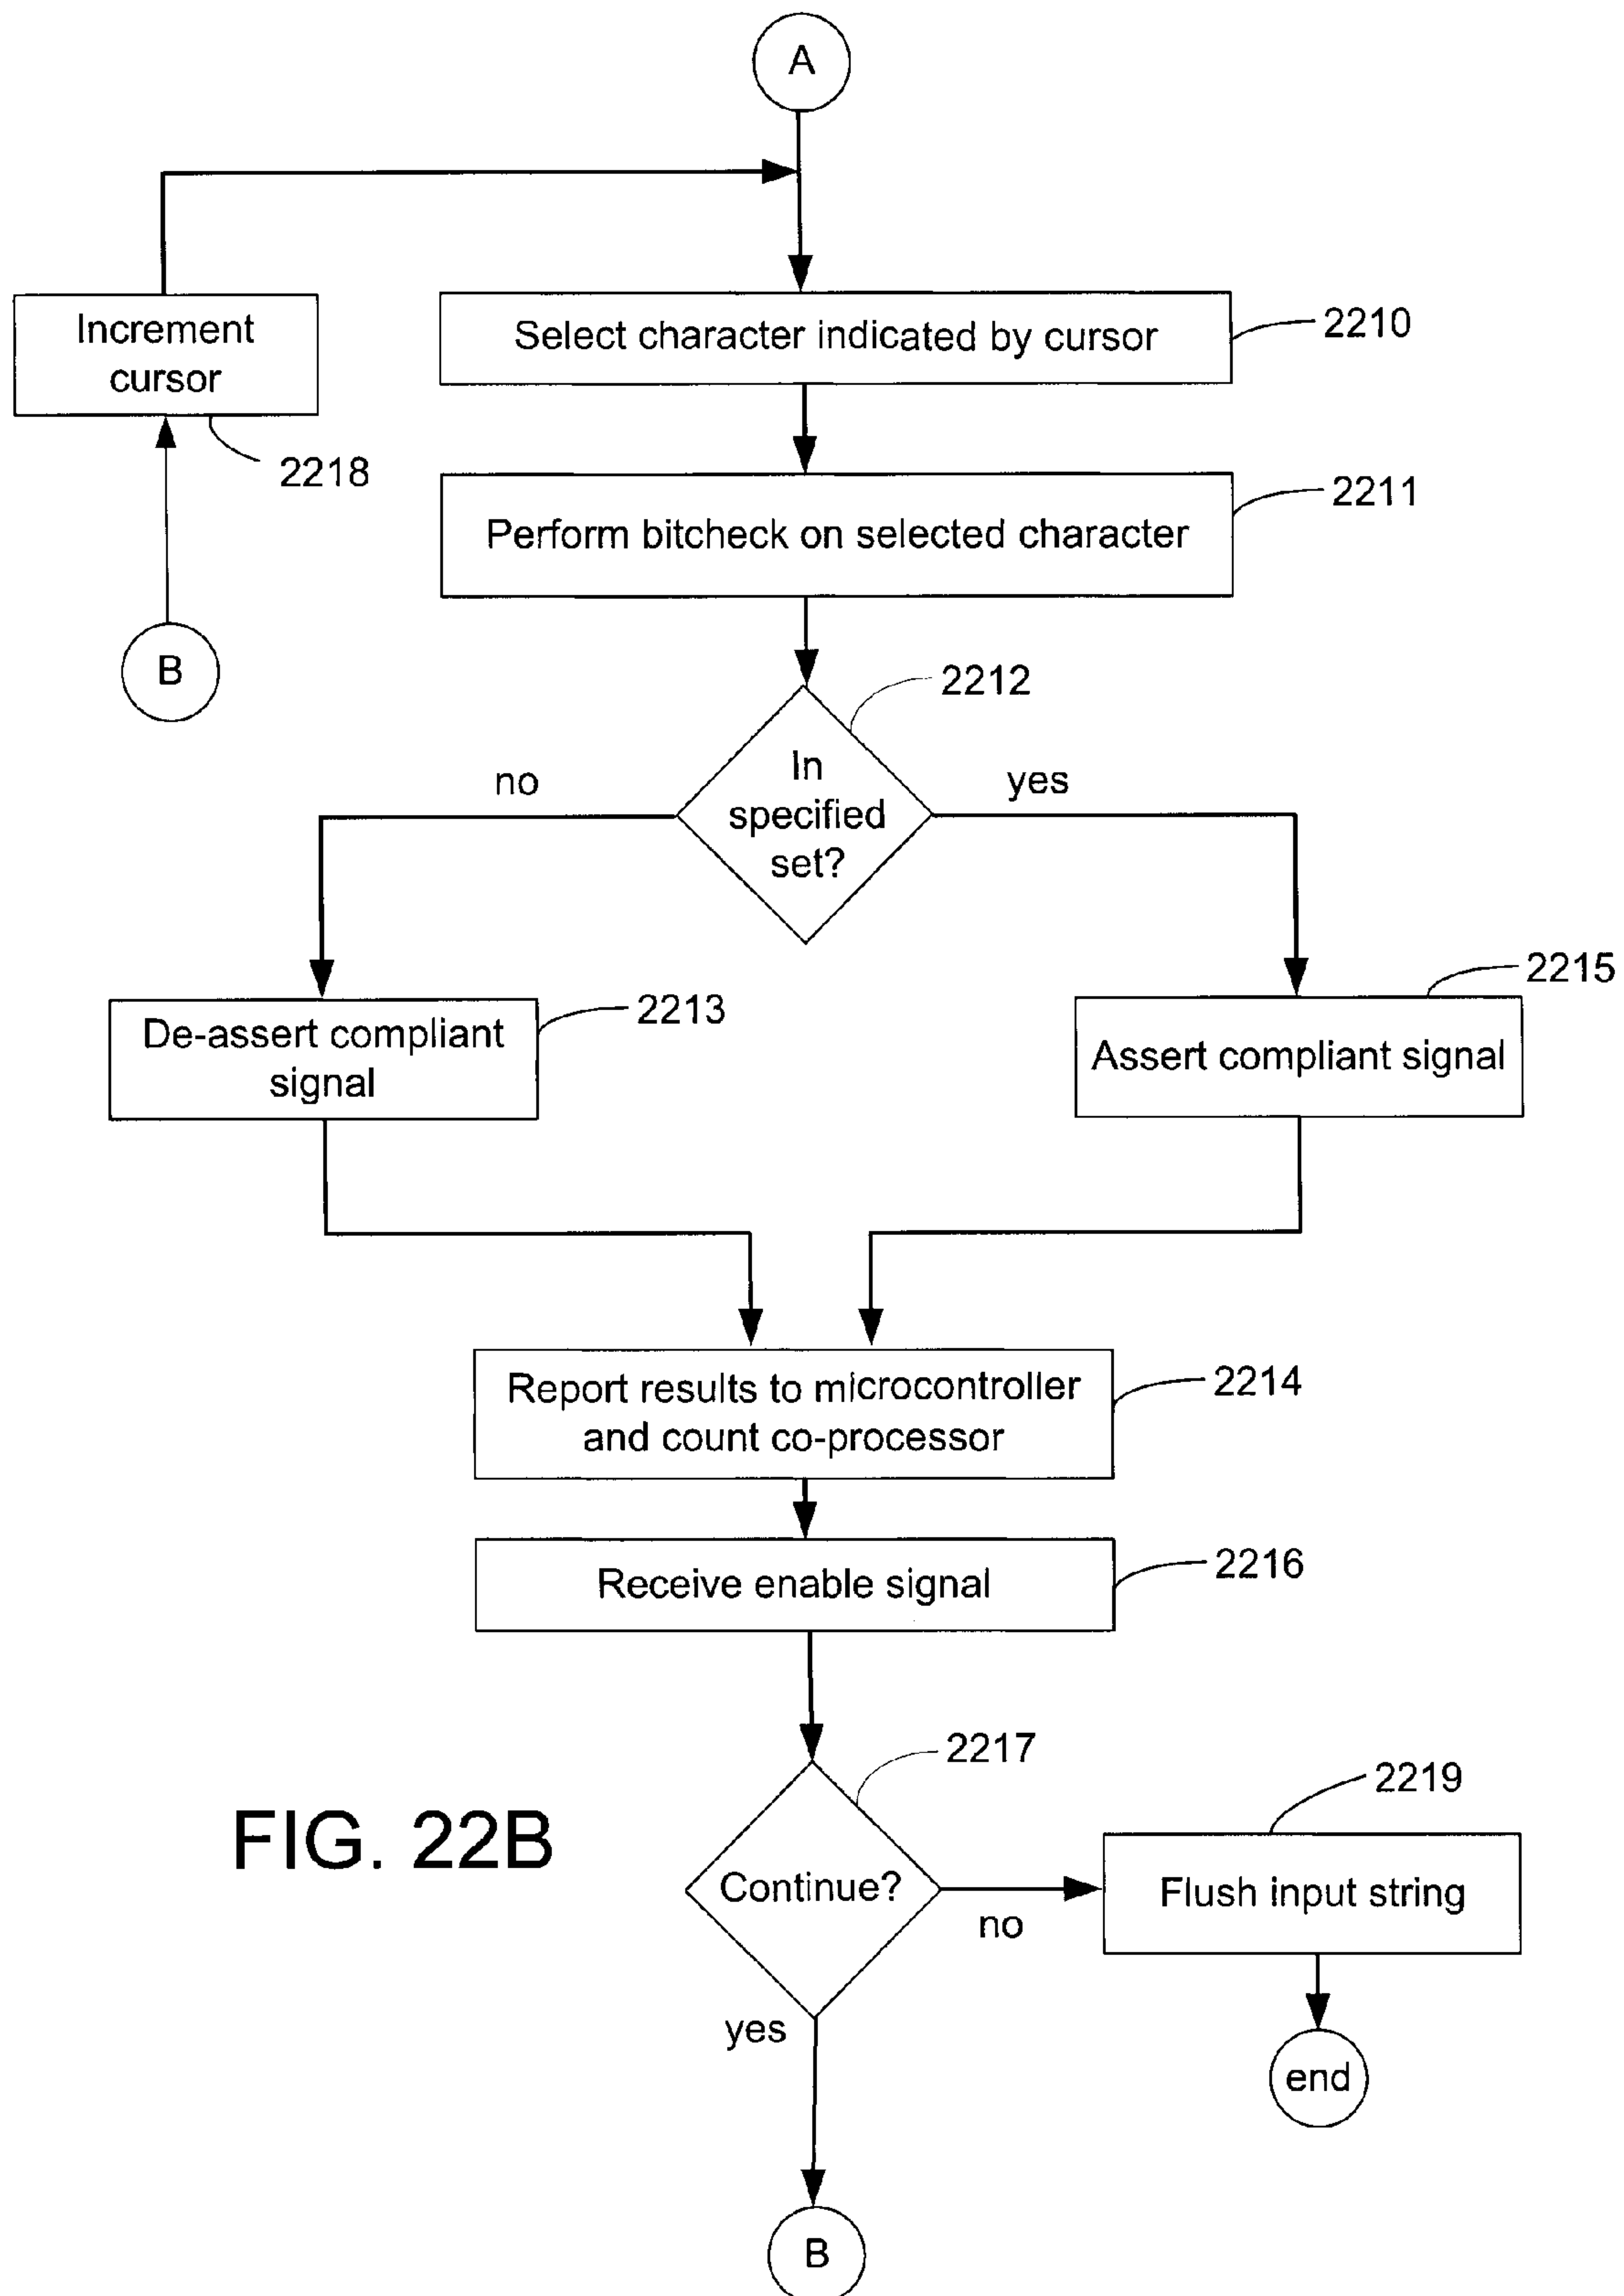 A
Increment
cursor
2218
Select character indicated by cursor
2210
Perform bitcheck on selected character
2211
B
2212
In
specified
set?
no
yes
De-assert compliant
signal
2213
2215
Assert compliant signal
Report results to microcontroller
and count co-processor
2214
Receive enable signal
2216
2217
Continue?
no
yes
2219
Flush input string
end
FIG. 22B
B